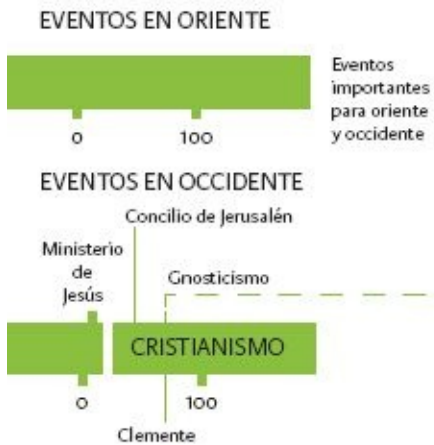 EVENTOS EN ORIENTE
Eventos
importantes
para oriente
y occidente
0
100
EVENTOS EN OCCIDENTE
Concilio de Jerusalén
Ministerio
de
Jesús
Gnosticismo
CRISTIANISMO
0
100
Clemente